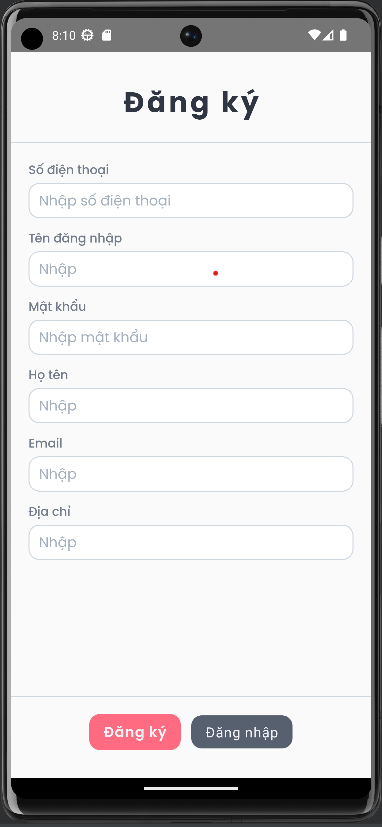 8:10
Đăng ký
Số điện thoại
Nhập số điện thoại
Tên đăng nhập
Nhập
Mật khẩu
Nhập mật khẩu
Họ tên
Nhập
Email
Nhập
Địa chỉ
Nhập
Đăng ký
Đăng nhập